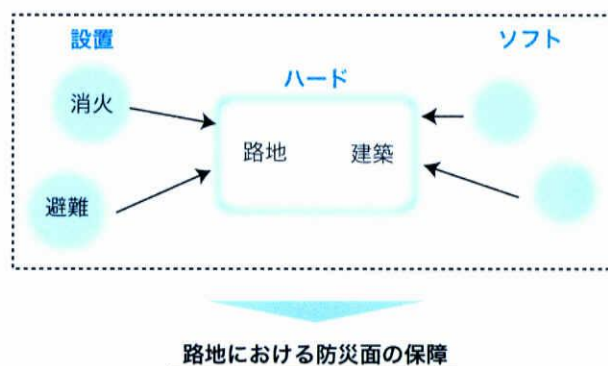 設置
ソフト
ハード
消火
路地
建築
避難
路地における防災面の保障